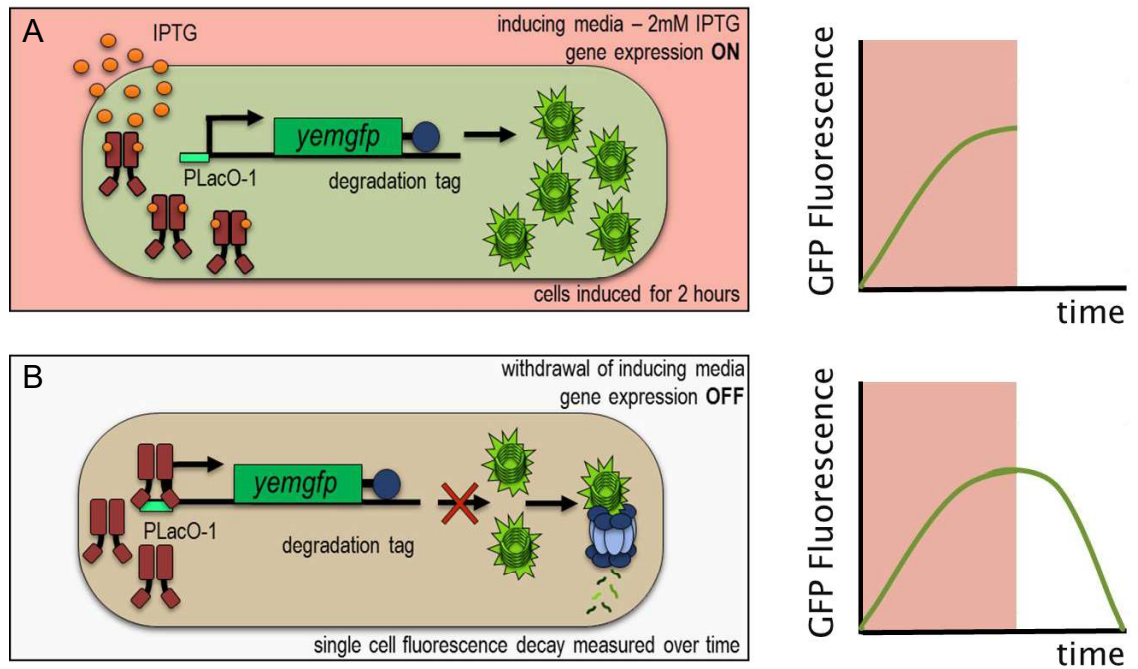 A
IPTG
inducing media – 2mM IPTG
gene expression ON
yemgfp
PLacO-1
degradation tag
cells induced for 2 hours
GFP Fluorescence
time
B
withdrawal of inducing media
gene expression OFF
yemgfp
PLacO-1
degradation tag
single cell fluorescence decay measured over time
GFP Fluorescence
time